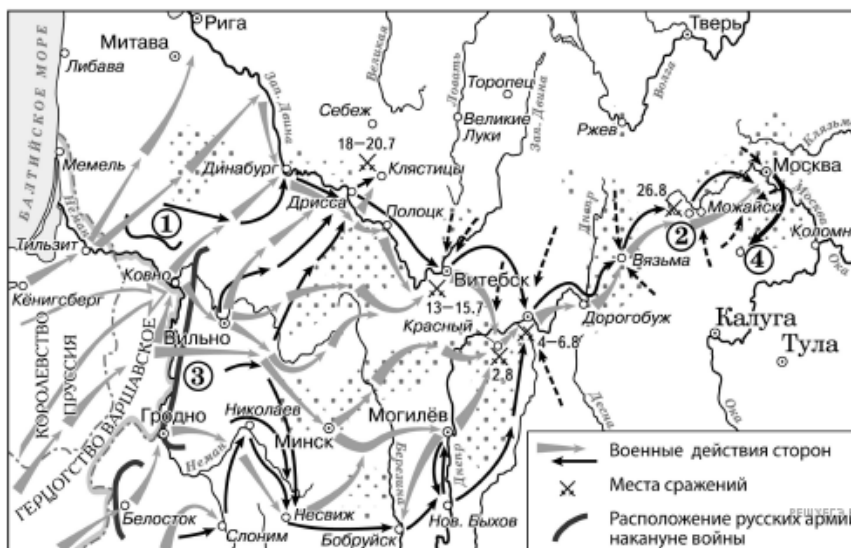 Рига
Тверь
Митава
Либава
БАЛТИЙСКОЕ МОРЕ
Зап. Двина
Великая
Ловать
Торопец
Великие
Луки
Зап. Двина
Волга
Ржев
Клязьма
Себеж
18–20.7
Клястицы
Динабург
Дрисса
Полоцк
Мемель
Неман
Тильзит
1
Днепр
26.8
Москва
Можайск
Москва
Коломна
2
4
Ока
Вязьма
Ковно
Кёнигсберг
Витебск
13–15.7
Красный
Дорогобуж
4–6.8
2.8
Вильно
КОРОЛЕВСТВО
ПРУССИЯ
ГЕРЦОГСТВО ВАРШАВСКОЕ
3
Калуга
Тула
Гродно
Николаев
Минск
Могилёв
Неман
Березина
Днепр
Десна
Ока
Белосток
Слоним
Несвиж
Бобруйск
Нов. Быхов
Военные действия сторон
Места сражений
Расположение русских армий
накануне войны